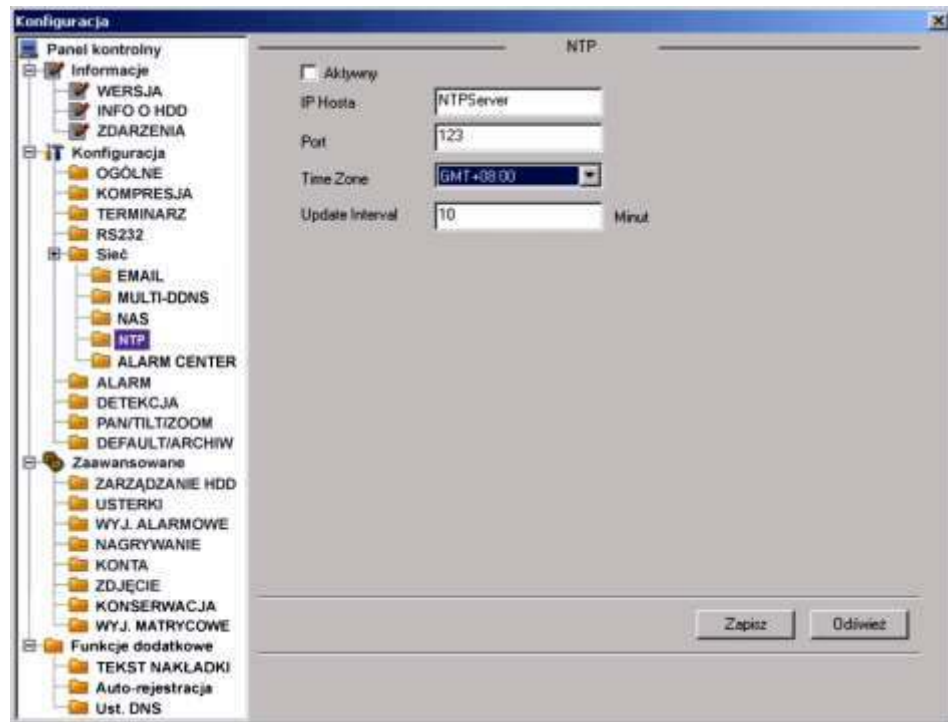 Konfiguracja
Panel kontrolny
Informacje
WERSJA
INFO O HDD
ZDARZENIA
Konfiguracja
OGÓLNE
KOMPRESJA
TERMINARZ
RS232
Sieć
EMAIL
MULTI-DDNS
NAS
NTP
ALARM CENTER
ALARM
DETEKCJA
PAN/TILT/ZOOM
DEFAULT/ARCHIW
Zaawansowane
ZARZĄDZANIE HDD
USTERKI
WYJ. ALARMOWE
NAGRYWANIE
KONTA
ZDJĘCIE
KONSERWACJA
WYJ. MATRYCOWE
Funkcje dodatkowe
TEKST NAKŁADKI
Auto-rejestracja
Ust. DNS
NTP
Aktywny
IP Hosta NTPServer
Port 123
Time Zone GMT+08:00
Update Interval 10 Minut
Zapisz Odśwież